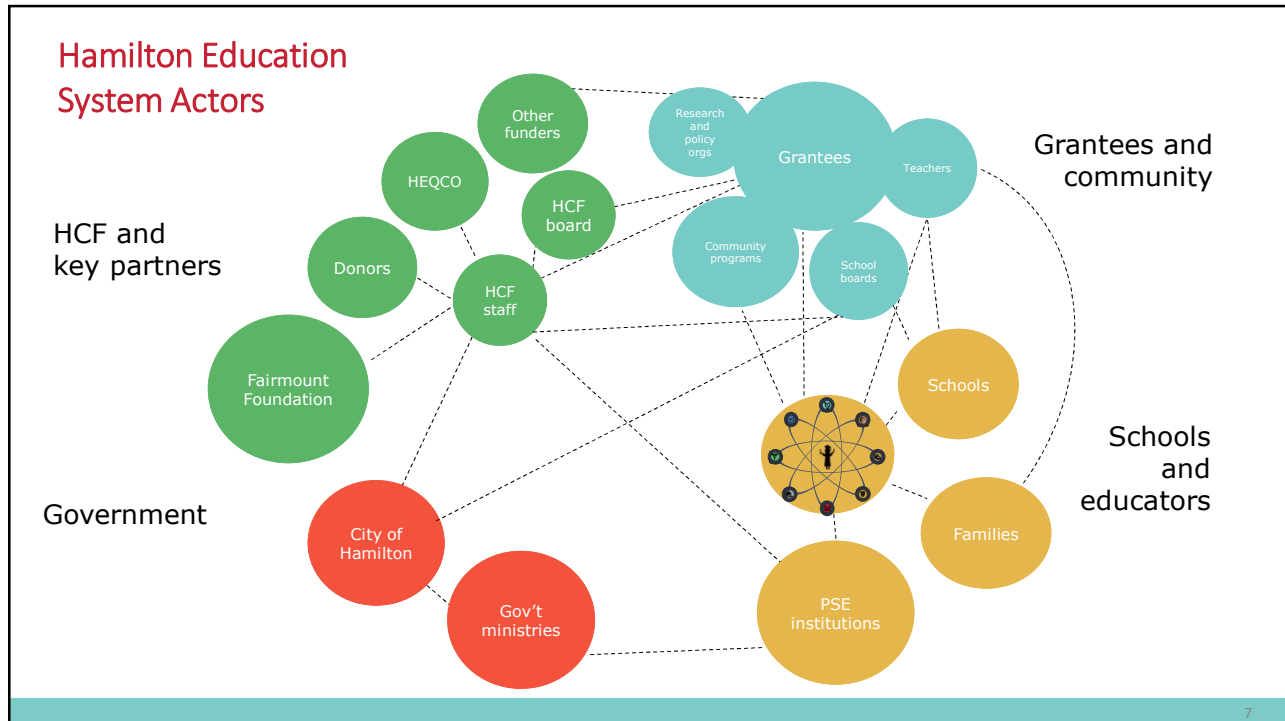 Hamilton Education
System Actors
Other
funders
HEQCO
HCF
board
HCF and
key partners
Donors
HCF
staff
Fairmount
Foundation
Research
and
policy
orgs
Grantees
Teachers
Grantees and
community
Community
programs
School
boards
Schools
Schools
and
educators
Families
Government
City of
Hamilton
Gov't
ministries
PSE
institutions
7